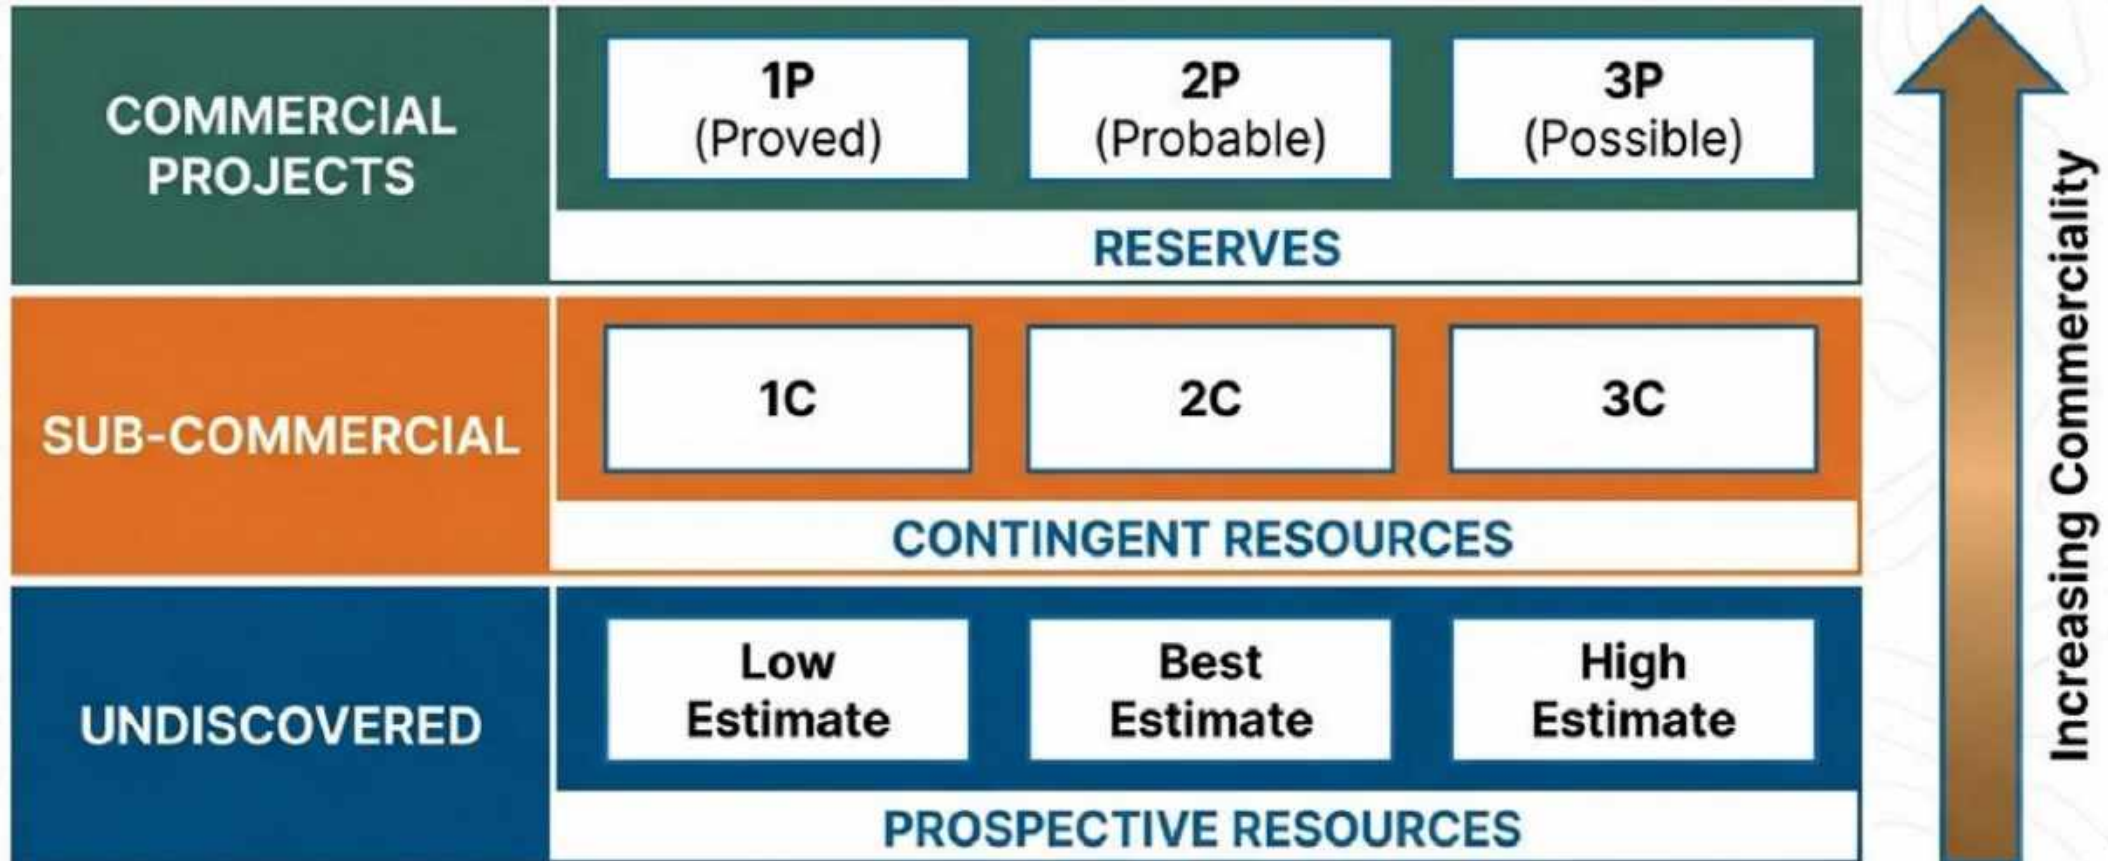 COMMERCIAL
PROJECTS
1P
(Proved)
2P
(Probable)
3P
(Possible)
RESERVES
SUB-COMMERCIAL
1C
2C
3C
CONTINGENT RESOURCES
UNDISCOVERED
Low
Estimate
Best
Estimate
High
Estimate
PROSPECTIVE RESOURCES
Increasing Commerciality